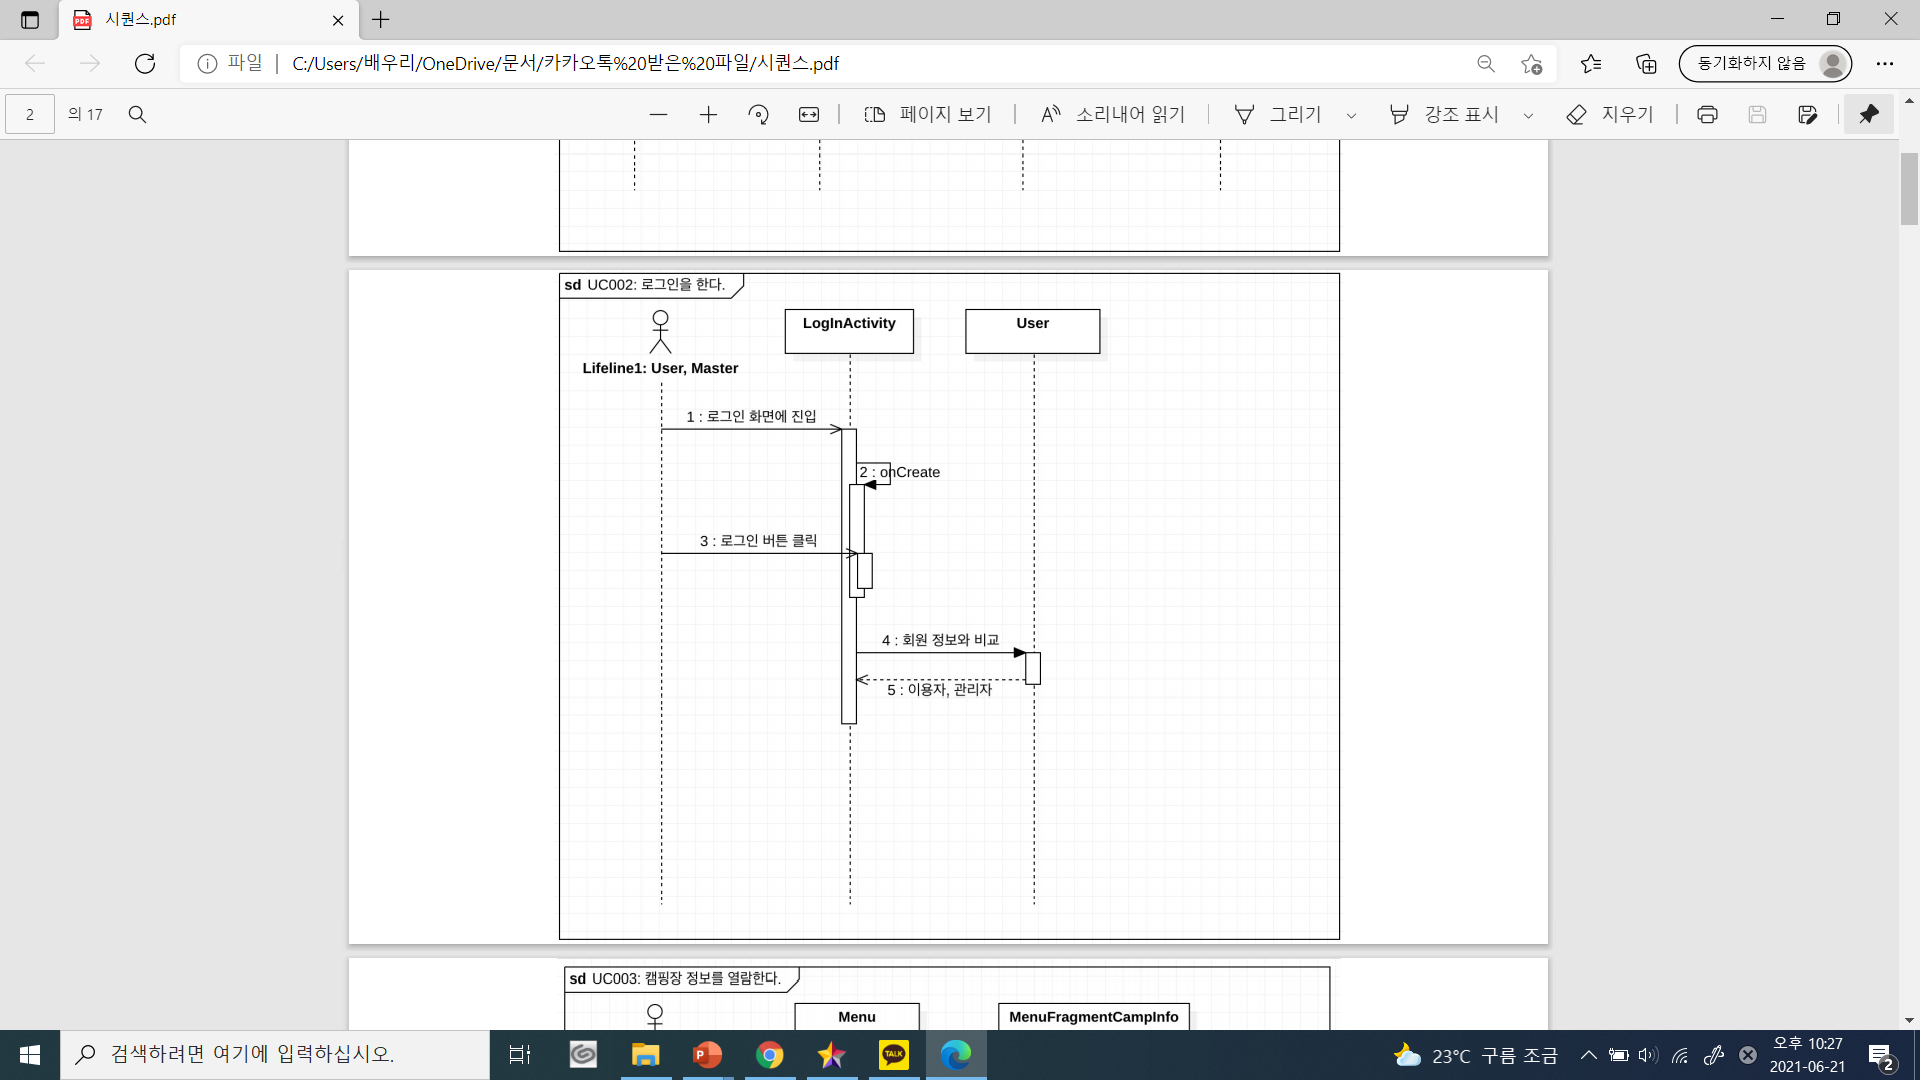 시퀀스.pdf
파일
C:/Users/배우리/OneDrive/문서/카카오톡%20받은%20파일/시퀀스.pdf
동기화하지 않음
2 의 17
페이지 보기
소리내어 읽기
그리기
강조 표시
지우기
sd UC002: 로그인을 한다.
LogInActivity
User
Lifeline1: User, Master
1 : 로그인 화면에 진입
2 : onCreate
3 : 로그인 버튼 클릭
4 : 회원 정보와 비교
5 : 이용자, 관리자
sd UC003: 캠핑장 정보를 열람한다.
Menu
MenuFragmentCampInfo
검색하려면 여기에 입력하십시오.
TALK
23°C 구름 조금
오후 10:27
2021-06-21
2